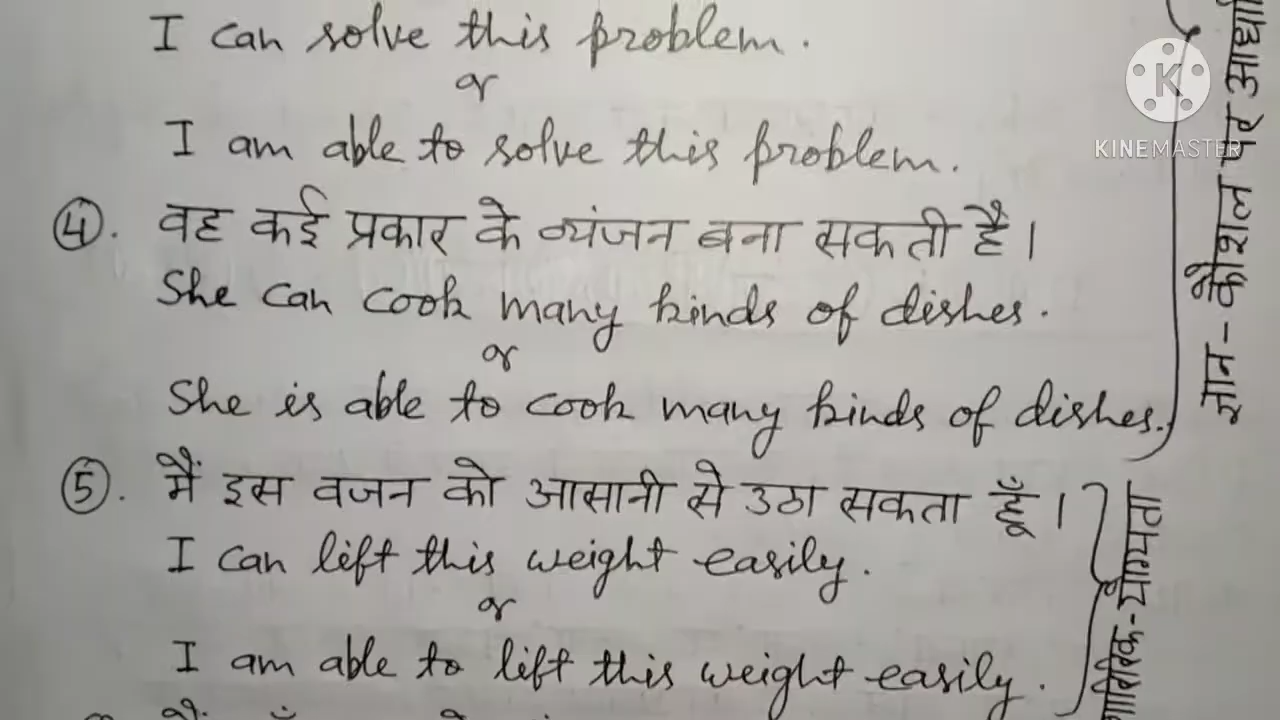 I can solve this problem.
or
I am able to solve this problem.
④. वह कई प्रकार के व्यंजन बना सकती है।
She can cook many kinds of dishes.
or
She is able to cook many kinds of dishes.
⑤. मैं इस वजन को आसानी से उठा सकता हूँ।
I can lift this weight easily.
or
I am able to lift this weight easily.
ज्ञान-कौशल पर
शारीरिक-योग्यता
K
KINEMASTER